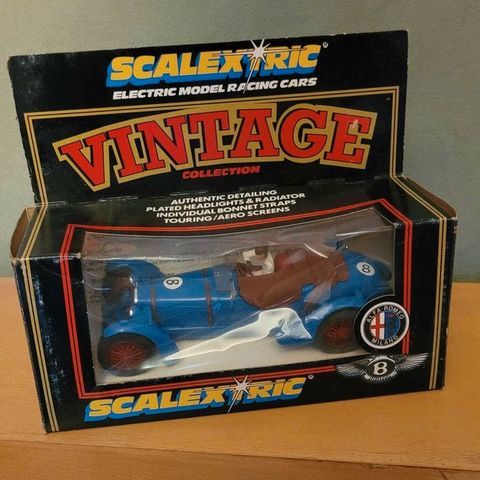 SCALEXTRIC®
ELECTRIC MODEL RACING CARS
VINTAGE
COLLECTION
AUTHENTIC DETAILING
PLATED HEADLIGHTS & RADIATOR
INDIVIDUAL BONNET STRAPS
TOURING/AERO SCREENS
8
8
ALFA ROMEO
MILANO
B
SCALEXTRIC®